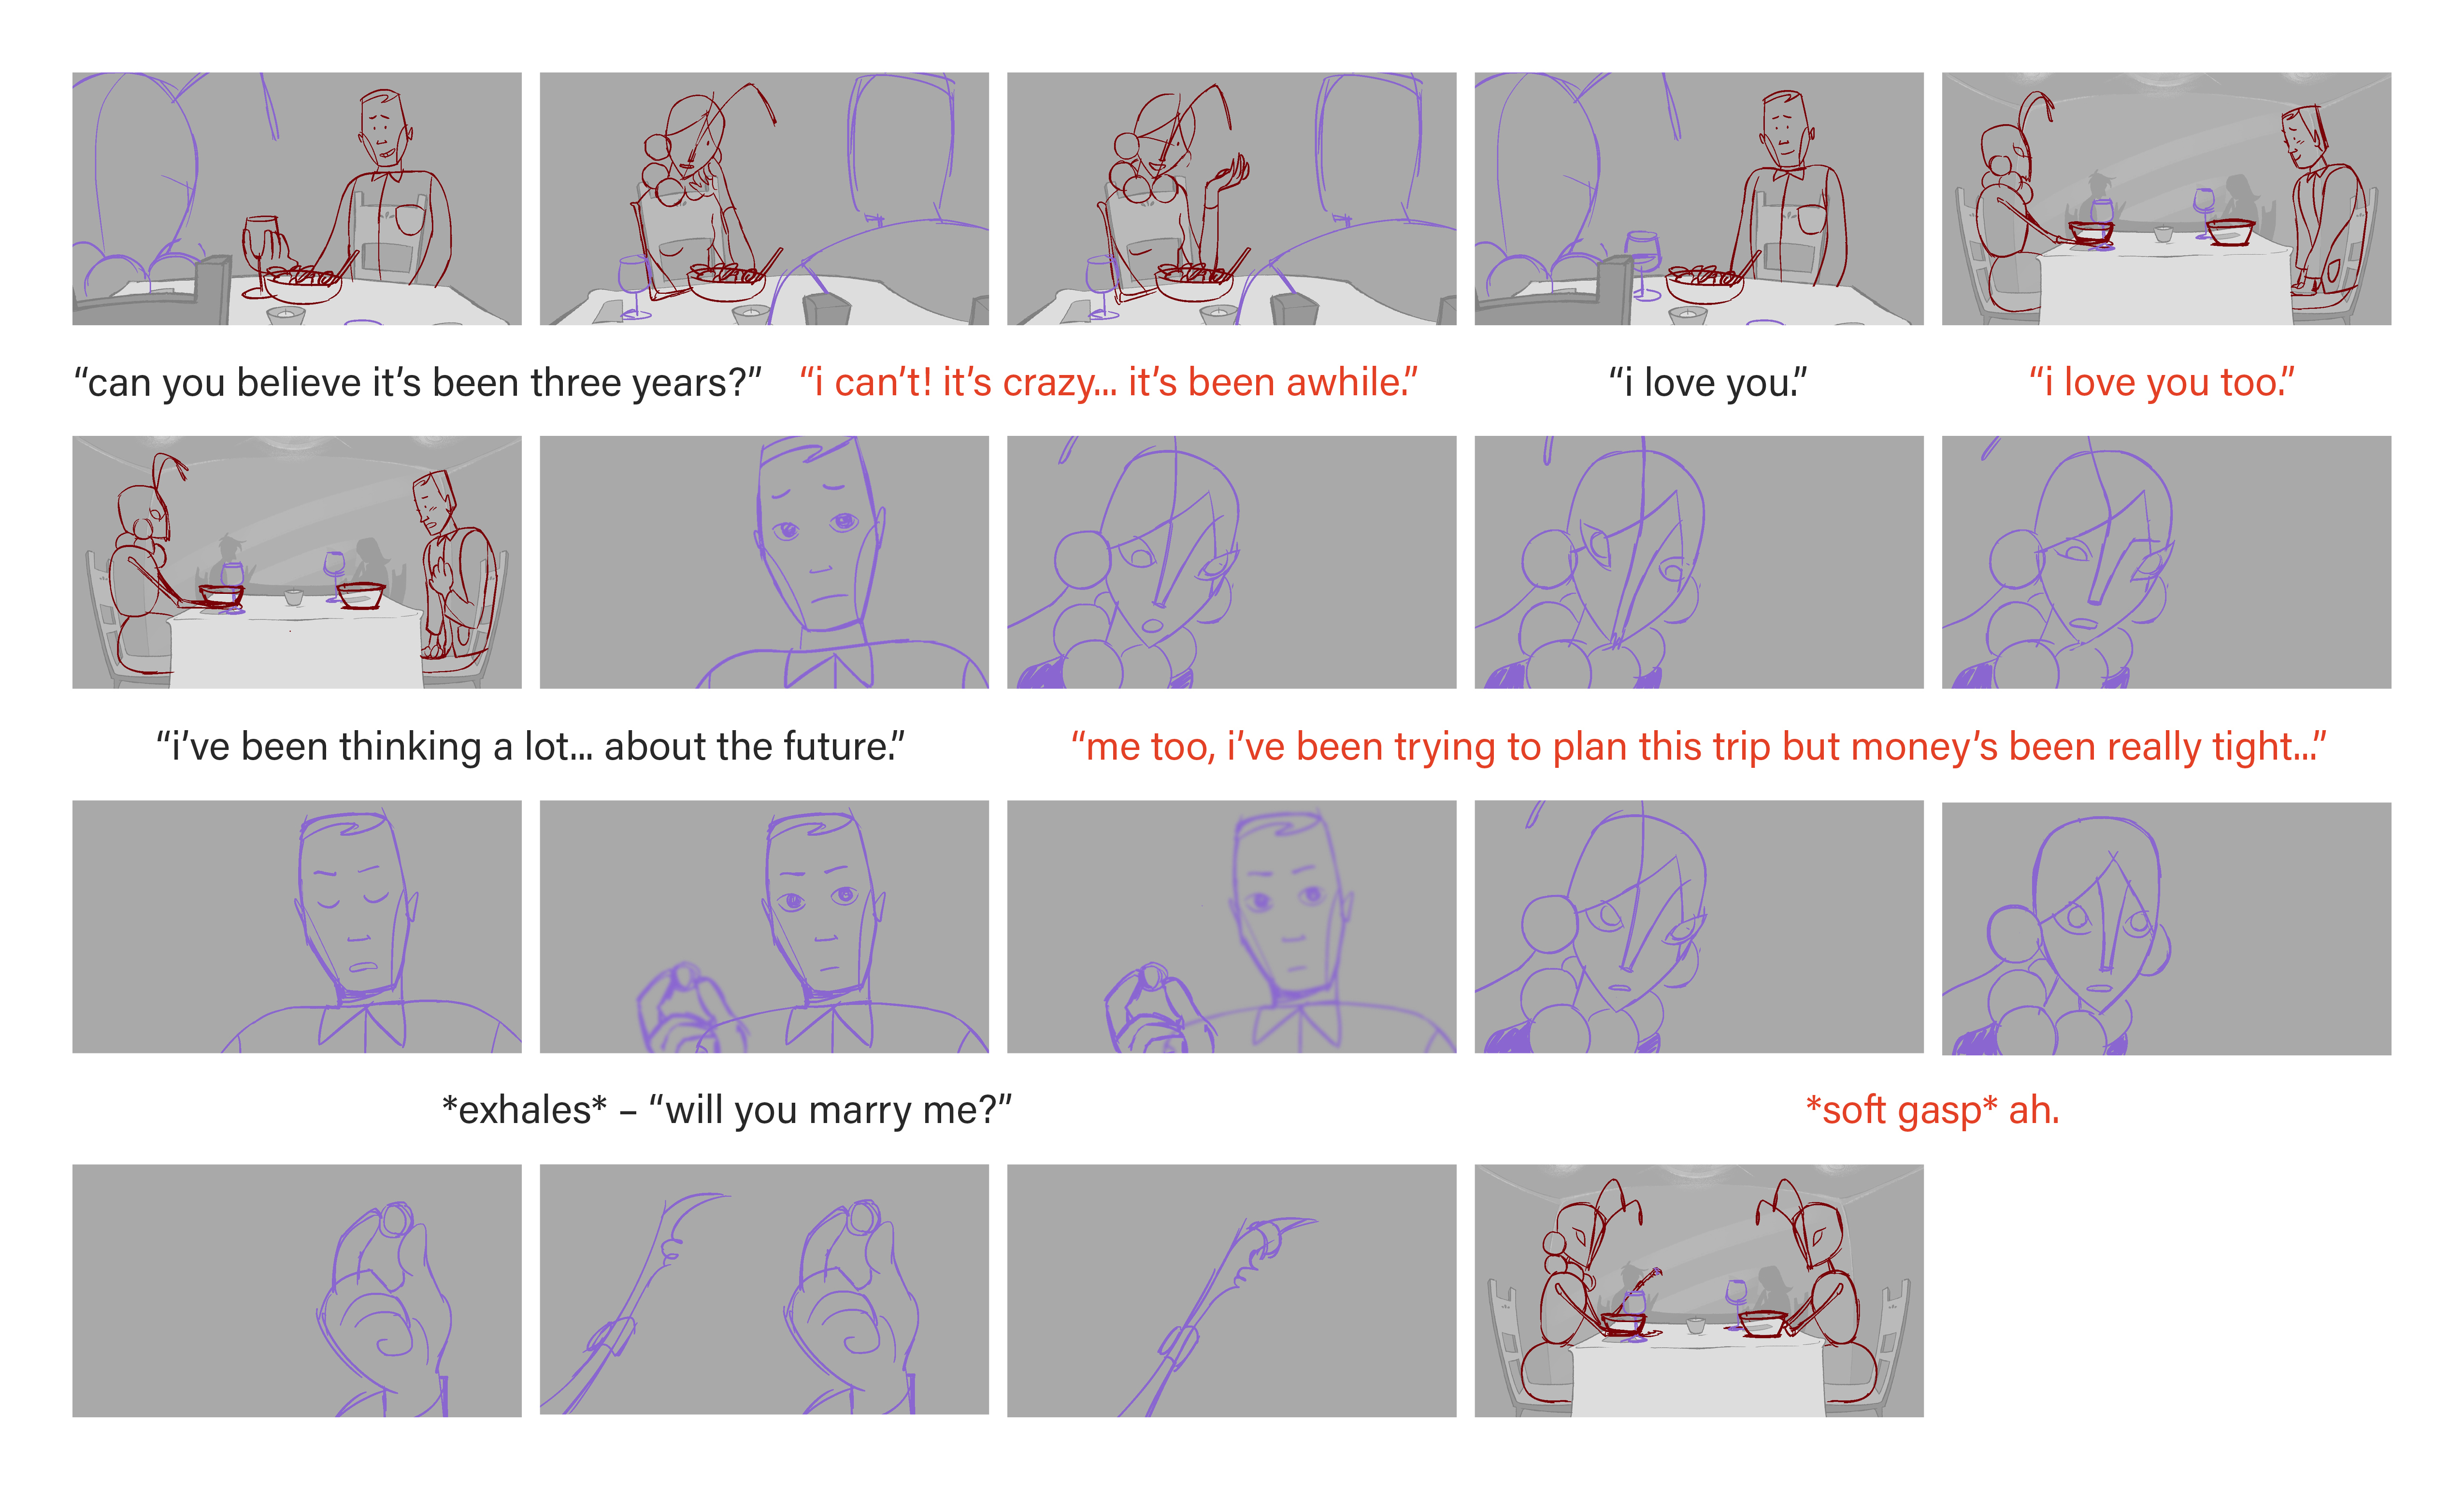 “can you believe it’s been three years?” “i can’t! it’s crazy... it’s been awhile.” “i love you.” “i love you too.”
“i’ve been thinking a lot... about the future.” “me too, i’ve been trying to plan this trip but money’s been really tight...”
*exhales* – “will you marry me?” *soft gasp* ah.